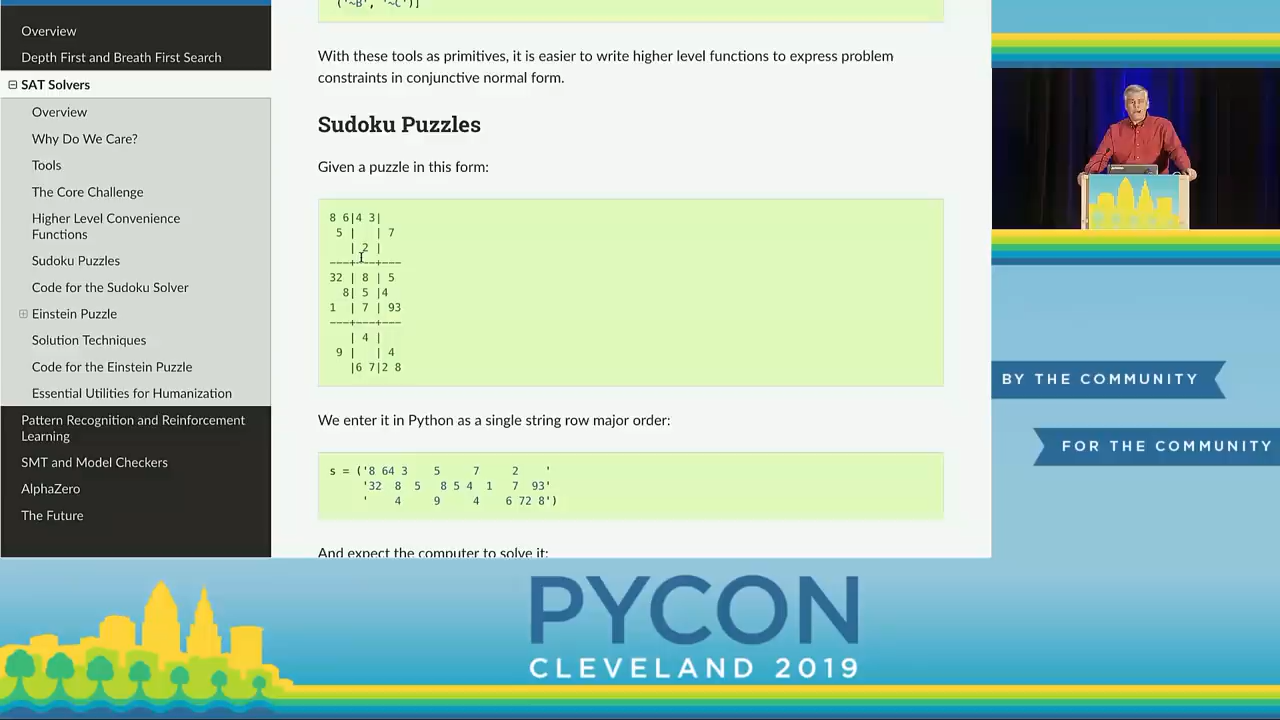 Overview
Depth First and Breath First Search
SAT Solvers
Overview
Why Do We Care?
Tools
The Core Challenge
Higher Level Convenience
Functions
Sudoku Puzzles
Code for the Sudoku Solver
Einstein Puzzle
Solution Techniques
Code for the Einstein Puzzle
Essential Utilities for Humanization
Pattern Recognition and Reinforcement
Learning
SMT and Model Checkers
AlphaZero
The Future
('~B', '~C')]
With these tools as primitives, it is easier to write higher level functions to express problem
constraints in conjunctive normal form.
Sudoku Puzzles
Given a puzzle in this form:
8 6|4 3|
 5 |   | 7
   | 2 |
---+---+---
32 | 8 | 5
  8| 5 |4
1  | 7 | 93
---+---+---
   | 4 |
 9 |   | 4
   |6 7|2 8
We enter it in Python as a single string row major order:
s = ('8 64 3    5     7     2    '
     '32  8  5   8 5 4  1   7  93'
     '    4     9     4    6 72 8')
And expect the computer to solve it:
BY THE COMMUNITY
FOR THE COMMUNITY
PYCON
CLEVELAND 2019